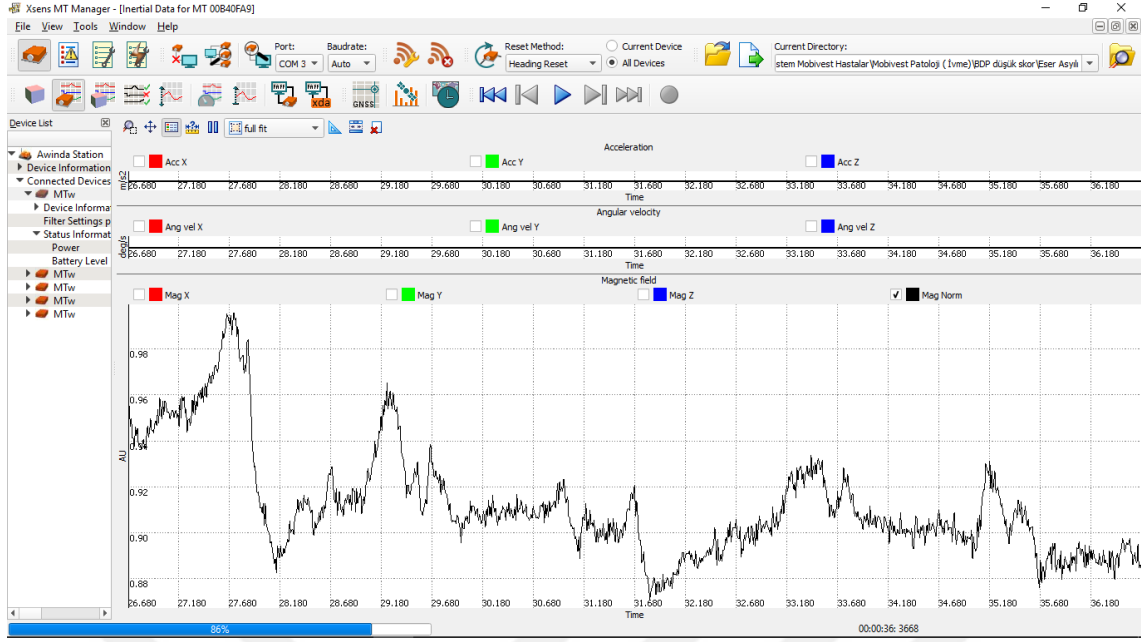 Xsens MT Manager - [Inertial Data for MT 00B40FA9]
File View Tools Window Help
Port: Baudrate: Reset Method: Current Device Current Directory:
COM 3 Auto Heading Reset All Devices stem Mobivest Hastalar\Mobivest Patoloji ( İvme)\BDP düşük skor\Eser Asyalı
xda GNSS
Device List
full fit
Awinda Station
Device Information
Connected Devices
MTw
Device Informa
Filter Settings p
Status Informat
Power
Battery Level
MTw
MTw
MTw
MTw
Acceleration
Acc X Acc Y Acc Z
m/s2
26.680 27.180 27.680 28.180 28.680 29.180 29.680 30.180 30.680 31.180 31.680 32.180 32.680 33.180 33.680 34.180 34.680 35.180 35.680 36.180
Time
Angular velocity
Ang vel X Ang vel Y Ang vel Z
deg/s
26.680 27.180 27.680 28.180 28.680 29.180 29.680 30.180 30.680 31.180 31.680 32.180 32.680 33.180 33.680 34.180 34.680 35.180 35.680 36.180
Time
Magnetic field
Mag X Mag Y Mag Z Mag Norm
0.98
0.96
0.94
AU
0.92
0.90
0.88
26.680 27.180 27.680 28.180 28.680 29.180 29.680 30.180 30.680 31.180 31.680 32.180 32.680 33.180 33.680 34.180 34.680 35.180 35.680 36.180
Time
86% 00:00:36: 3668